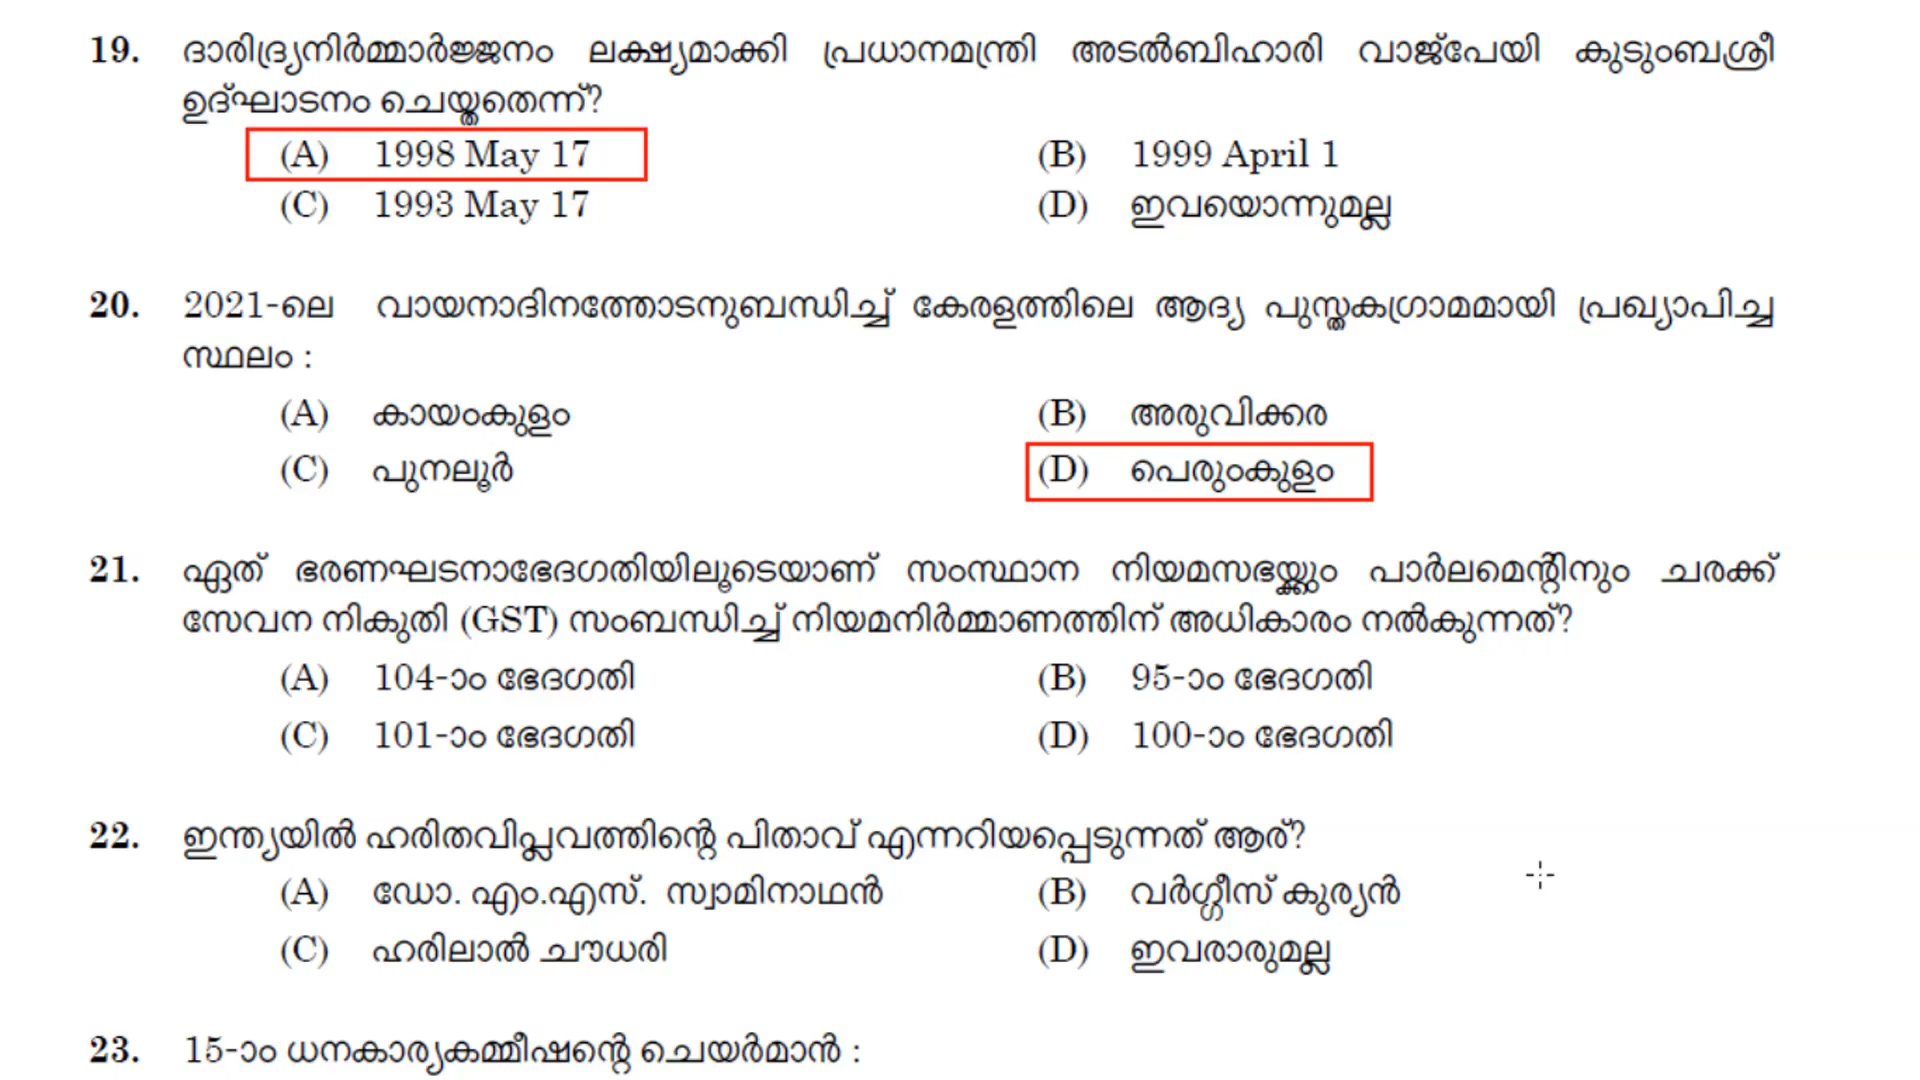 19. ദാരിദ്ര്യനിർമ്മാർജ്ജനം ലക്ഷ്യമാക്കി പ്രധാനമന്ത്രി അടൽബിഹാരി വാജ്പേയി കുടുംബശ്രീ
ഉദ്ഘാടനം ചെയ്തതെന്ന്?
(A) 1998 May 17 (B) 1999 April 1
(C) 1993 May 17 (D) ഇവയൊന്നുമല്ല
20. 2021-ലെ വായനാദിനത്തോടനുബന്ധിച്ച് കേരളത്തിലെ ആദ്യ പുസ്തകഗ്രാമമായി പ്രഖ്യാപിച്ച
സ്ഥലം :
(A) കായംകുളം (B) അരുവിക്കര
(C) പുനലൂർ (D) പെരുംകുളം
21. ഏത് ഭരണഘടനാഭേദഗതിയിലൂടെയാണ് സംസ്ഥാന നിയമസഭയ്ക്കും പാർലമെന്റിനും ചരക്ക്
സേവന നികുതി (GST) സംബന്ധിച്ച് നിയമനിർമ്മാണത്തിന് അധികാരം നൽകുന്നത്?
(A) 104-ാം ഭേദഗതി (B) 95-ാം ഭേദഗതി
(C) 101-ാം ഭേദഗതി (D) 100-ാം ഭേദഗതി
22. ഇന്ത്യയിൽ ഹരിതവിപ്ലവത്തിന്റെ പിതാവ് എന്നറിയപ്പെടുന്നത് ആര്?
(A) ഡോ. എം.എസ്. സ്വാമിനാഥൻ (B) വർഗ്ഗീസ് കുര്യൻ
(C) ഹരിലാൽ ചൗധരി (D) ഇവരാരുമല്ല
23. 15-ാം ധനകാര്യകമ്മീഷന്റെ ചെയർമാൻ :